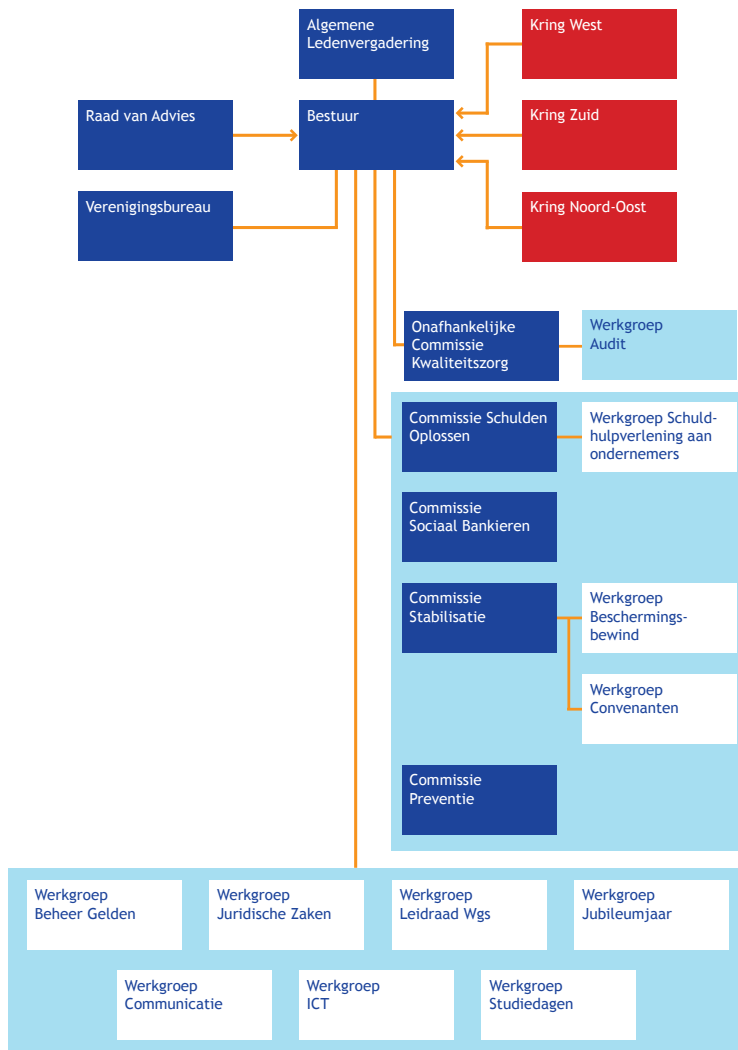 Algemene
Ledenvergadering
Kring West
Raad van Advies
Bestuur
Kring Zuid
Verenigingsbureau
Kring Noord-Oost
Onafhankelijke
Commissie
Kwaliteitszorg
Werkgroep
Audit
Commissie Schulden
Oplossen
Werkgroep Schuld-
hulpverlening aan
ondernemers
Commissie
Sociaal Bankieren
Commissie
Stabilisatie
Werkgroep
Beschermings-
bewind
Werkgroep
Convenanten
Commissie
Preventie
Werkgroep
Beheer Gelden
Werkgroep
Juridische Zaken
Werkgroep
Leidraad Wgs
Werkgroep
Jubileumjaar
Werkgroep
Communicatie
Werkgroep
ICT
Werkgroep
Studiedagen